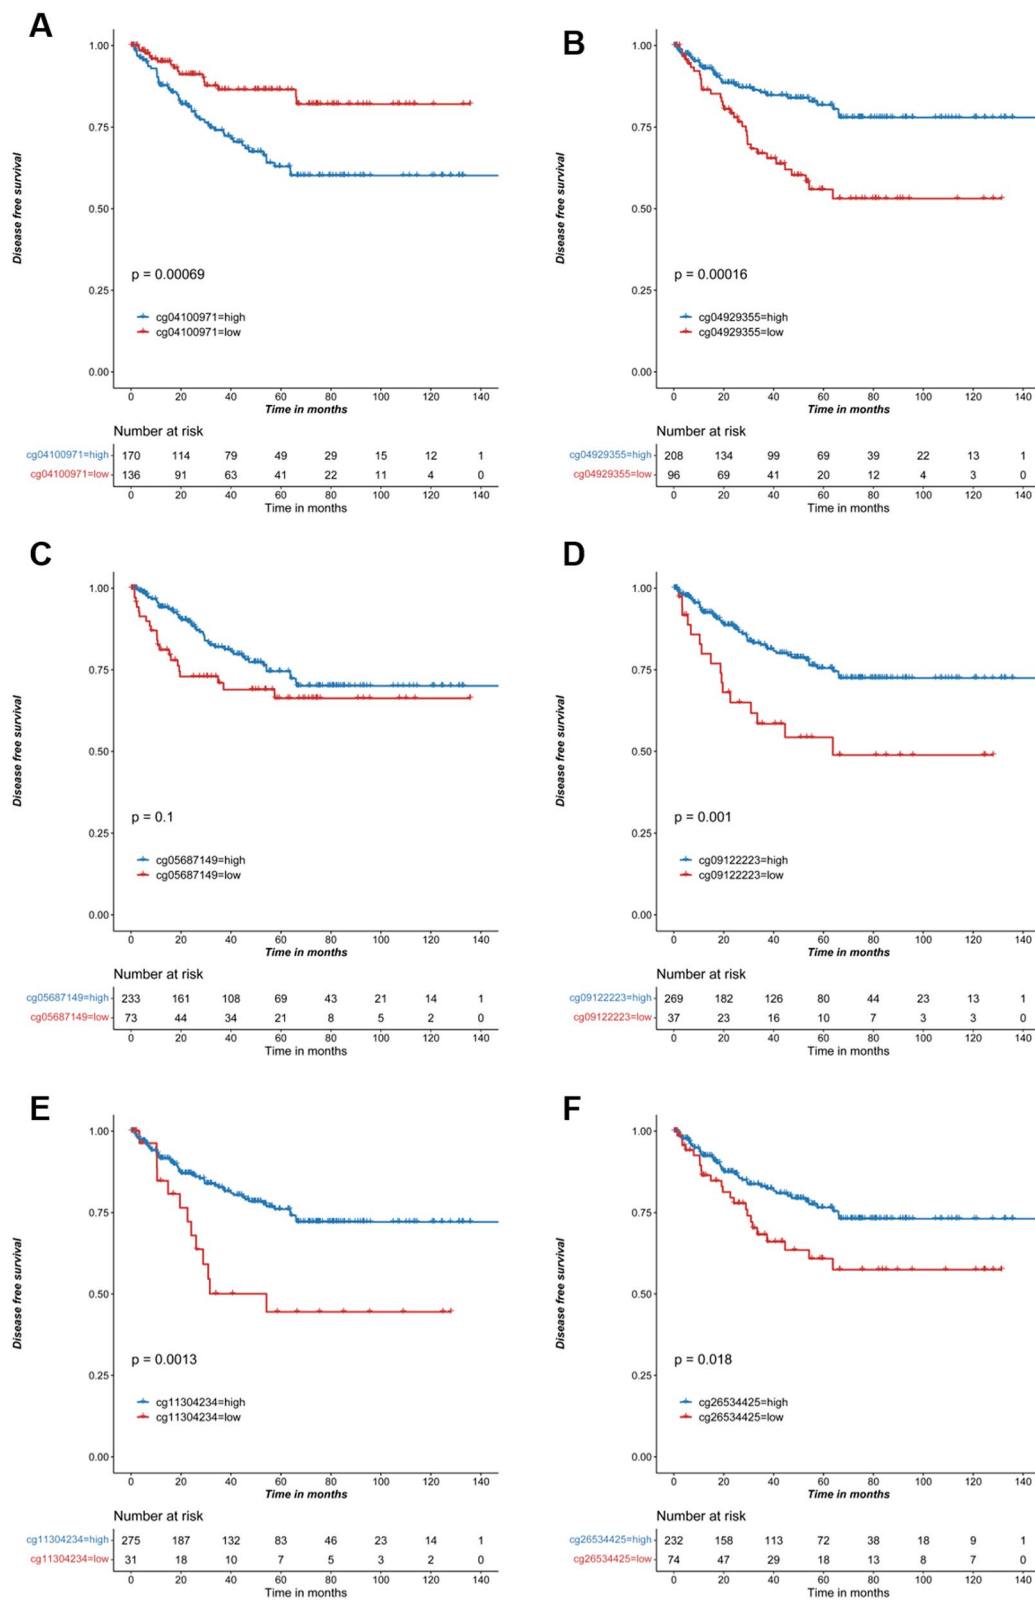 A
1.00
0.75
0.50
0.25
0.00
Disease free survival
p = 0.00069
cg04100971=high
cg04100971=low
0 20 40 60 80 100 120 140
Time in months
Number at risk
cg04100971=high 170 114 79 49 29 15 12 1
cg04100971=low 136 91 63 41 22 11 4 0
0 20 40 60 80 100 120 140
Time in months
B
1.00
0.75
0.50
0.25
0.00
Disease free survival
p = 0.00016
cg04929355=high
cg04929355=low
0 20 40 60 80 100 120 140
Time in months
Number at risk
cg04929355=high 208 134 99 69 39 22 13 1
cg04929355=low 96 69 41 20 12 4 3 0
0 20 40 60 80 100 120 140
Time in months
C
1.00
0.75
0.50
0.25
0.00
Disease free survival
p = 0.1
cg05687149=high
cg05687149=low
0 20 40 60 80 100 120 140
Time in months
Number at risk
cg05687149=high 233 161 108 69 43 21 14 1
cg05687149=low 73 44 34 21 8 5 2 0
0 20 40 60 80 100 120 140
Time in months
D
1.00
0.75
0.50
0.25
0.00
Disease free survival
p = 0.001
cg09122223=high
cg09122223=low
0 20 40 60 80 100 120 140
Time in months
Number at risk
cg09122223=high 269 182 126 80 44 23 13 1
cg09122223=low 37 23 16 10 7 3 3 0
0 20 40 60 80 100 120 140
Time in months
E
1.00
0.75
0.50
0.25
0.00
Disease free survival
p = 0.0013
cg11304234=high
cg11304234=low
0 20 40 60 80 100 120 140
Time in months
Number at risk
cg11304234=high 275 187 132 83 46 23 14 1
cg11304234=low 31 18 10 7 5 3 2 0
0 20 40 60 80 100 120 140
Time in months
F
1.00
0.75
0.50
0.25
0.00
Disease free survival
p = 0.018
cg26534425=high
cg26534425=low
0 20 40 60 80 100 120 140
Time in months
Number at risk
cg26534425=high 232 158 113 72 38 18 9 1
cg26534425=low 74 47 29 18 13 8 7 0
0 20 40 60 80 100 120 140
Time in months